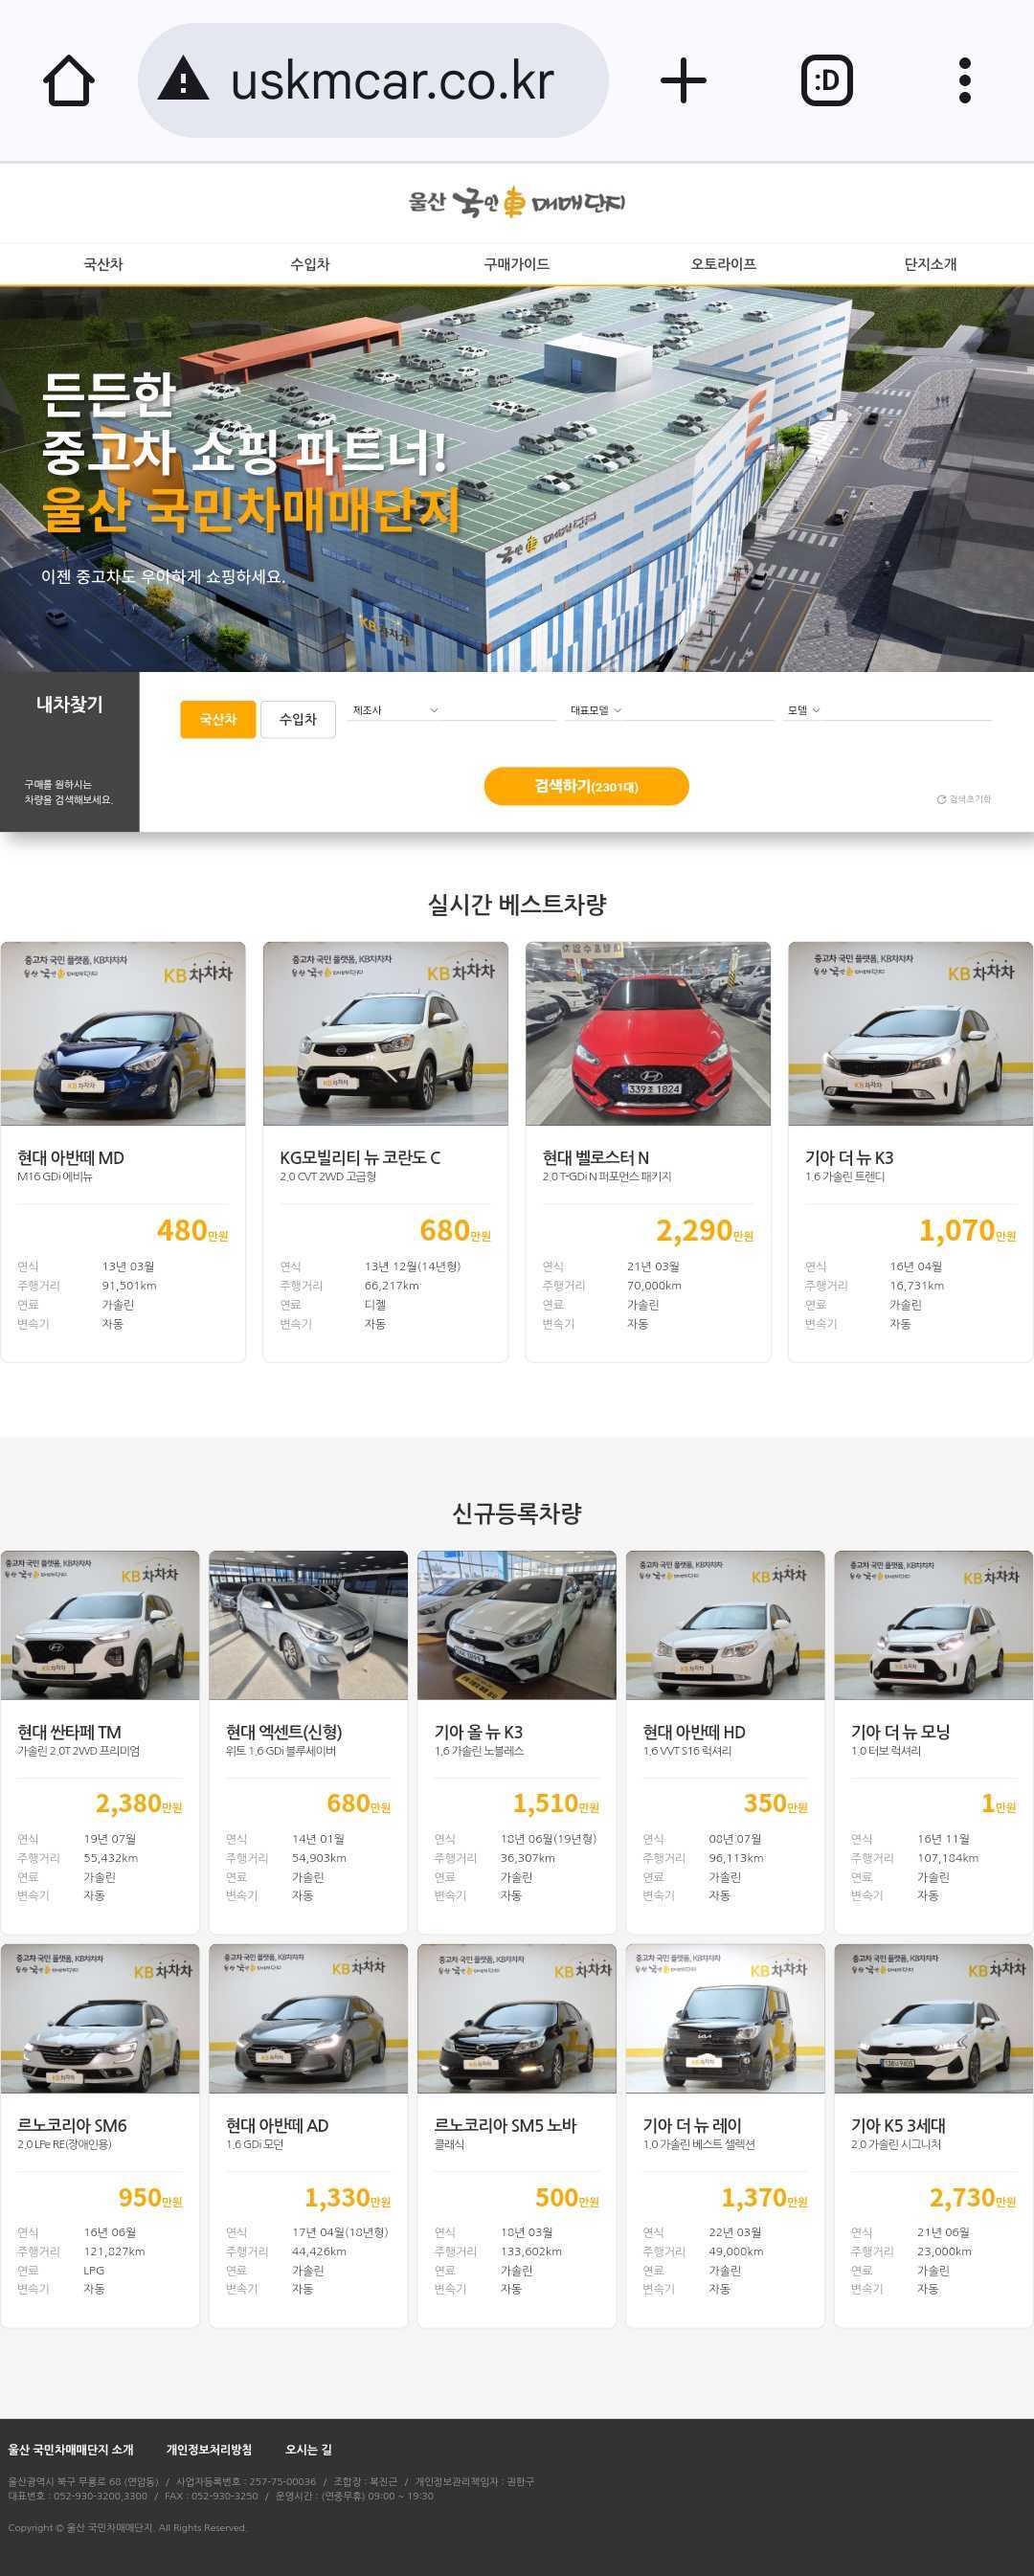 uskmcar.co.kr
:D
울산 국민車매매단지
국산차 수입차 구매가이드 오토라이프 단지소개
든든한
중고차 쇼핑 파트너!
울산 국민차매매단지
이젠 중고차도 우아하게 쇼핑하세요.
내차찾기
구매를 원하시는
차량을 검색해보세요.
국산차 수입차 제조사 대표모델 모델
검색하기(2301대)
검색초기화
실시간 베스트차량
중고차 국민 플랫폼, KB차차차
KB차차차
339조 1824
현대 아반떼 MD
M16 GDi 에비뉴
480만원
연식 13년 03월
주행거리 91,501km
연료 가솔린
변속기 자동
KG모빌리티 뉴 코란도 C
2.0 CVT 2WD 고급형
680만원
연식 13년 12월(14년형)
주행거리 66,217km
연료 디젤
변속기 자동
현대 벨로스터 N
2.0 T-GDi N 퍼포먼스 패키지
2,290만원
연식 21년 03월
주행거리 70,000km
연료 가솔린
변속기 자동
기아 더 뉴 K3
1.6 가솔린 트렌디
1,070만원
연식 16년 04월
주행거리 16,731km
연료 가솔린
변속기 자동
신규등록차량
현대 싼타페 TM
가솔린 2.0T 2WD 프리미엄
2,380만원
연식 19년 07월
주행거리 55,432km
연료 가솔린
변속기 자동
현대 엑센트(신형)
위트 1.6 GDi 블루세이버
680만원
연식 14년 01월
주행거리 54,903km
연료 가솔린
변속기 자동
기아 올 뉴 K3
1.6 가솔린 노블레스
1,510만원
연식 18년 06월(19년형)
주행거리 36,307km
연료 가솔린
변속기 자동
현대 아반떼 HD
1.6 VVT S16 럭셔리
350만원
연식 08년 07월
주행거리 96,113km
연료 가솔린
변속기 자동
기아 더 뉴 모닝
1.0 터보 럭셔리
1만원
연식 16년 11월
주행거리 107,184km
연료 가솔린
변속기 자동
르노코리아 SM6
2.0 LPe RE(장애인용)
950만원
연식 16년 06월
주행거리 121,827km
연료 LPG
변속기 자동
현대 아반떼 AD
1.6 GDi 모던
1,330만원
연식 17년 04월(18년형)
주행거리 44,426km
연료 가솔린
변속기 자동
르노코리아 SM5 노바
클래식
500만원
연식 18년 03월
주행거리 133,602km
연료 가솔린
변속기 자동
기아 더 뉴 레이
1.0 가솔린 베스트 셀렉션
1,370만원
연식 22년 03월
주행거리 49,000km
연료 가솔린
변속기 자동
기아 K5 3세대
2.0 가솔린 시그니처
2,730만원
연식 21년 06월
주행거리 23,000km
연료 가솔린
변속기 자동
울산 국민차매매단지 소개 개인정보처리방침 오시는 길
울산광역시 북구 무룡로 68 (연암동) / 사업자등록번호 : 257-75-00036 / 조합장 : 복진근 / 개인정보관리책임자 : 권현구
대표번호 : 052-930-3200,3300 / FAX : 052-930-3250 / 운영시간 : (연중무휴) 09:00 ~ 19:30
Copyright © 울산 국민차매매단지. All Rights Reserved.